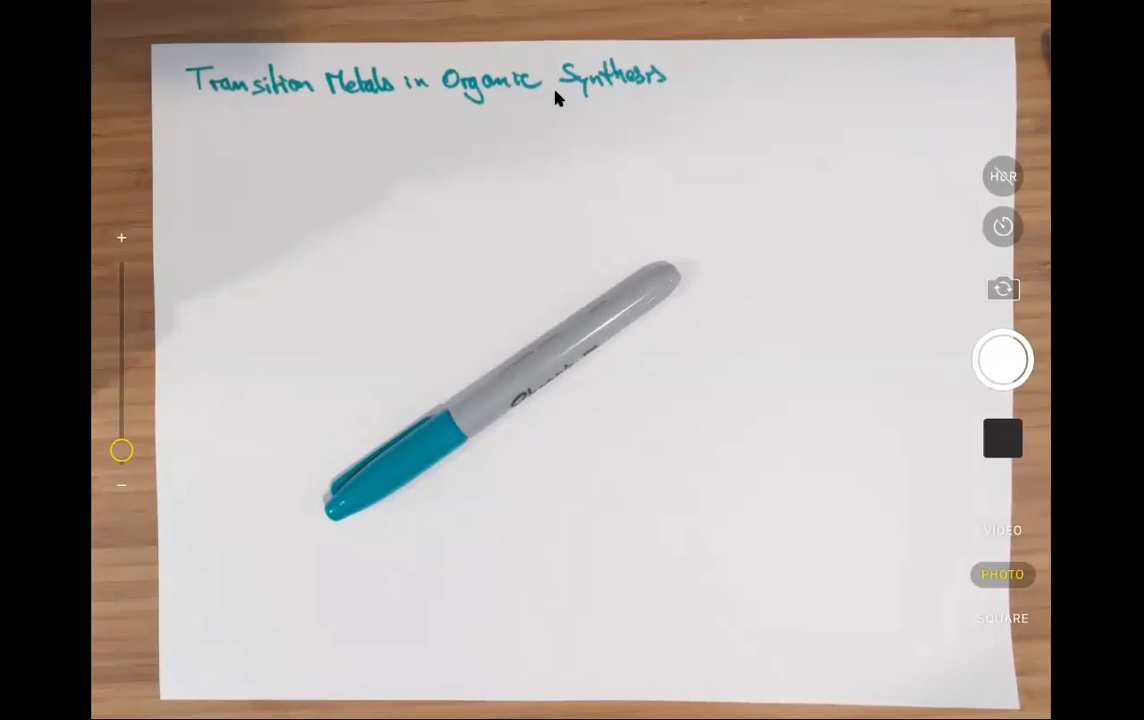 Transition Metals in Organic Synthesis
HDR
VIDEO
PHOTO
SQUARE